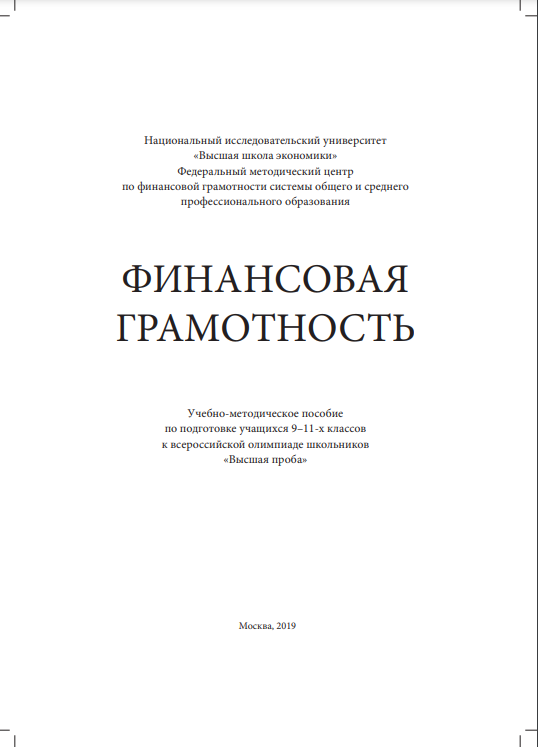 Национальный исследовательский университет
«Высшая школа экономики»
Федеральный методический центр
по финансовой грамотности системы общего и среднего
профессионального образования
ФИНАНСОВАЯ
ГРАМОТНОСТЬ
Учебно-методическое пособие
по подготовке учащихся 9–11-х классов
к всероссийской олимпиаде школьников
«Высшая проба»
Москва, 2019